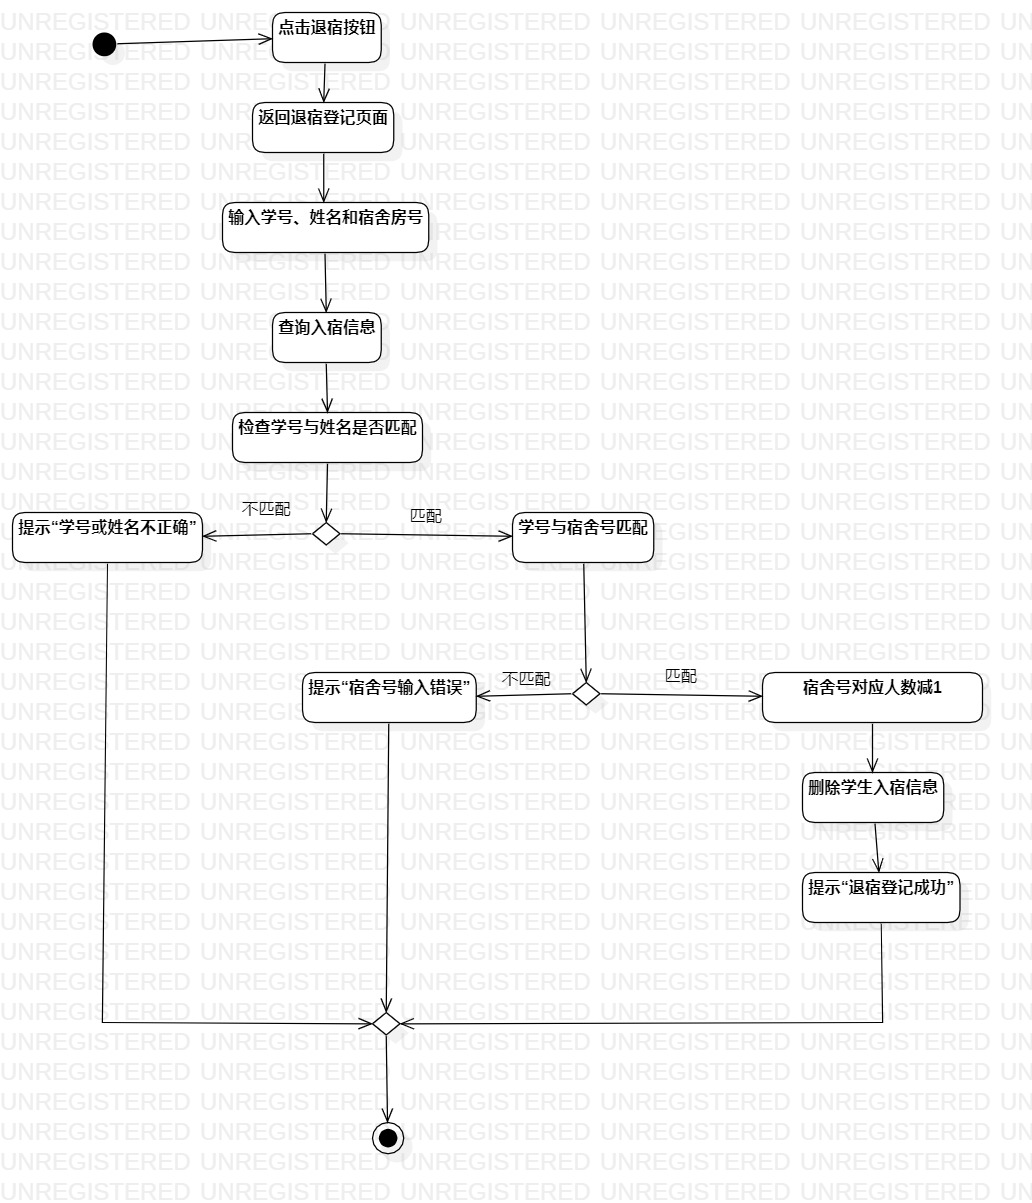 点击退宿按钮
返回退宿登记页面
输入学号、姓名和宿舍房号
查询入宿信息
检查学号与姓名是否匹配
不匹配
匹配
提示“学号或姓名不正确”
学号与宿舍号匹配
不匹配
匹配
提示“宿舍号输入错误”
宿舍号对应人数减1
删除学生入宿信息
提示“退宿登记成功”
UNREGISTERED